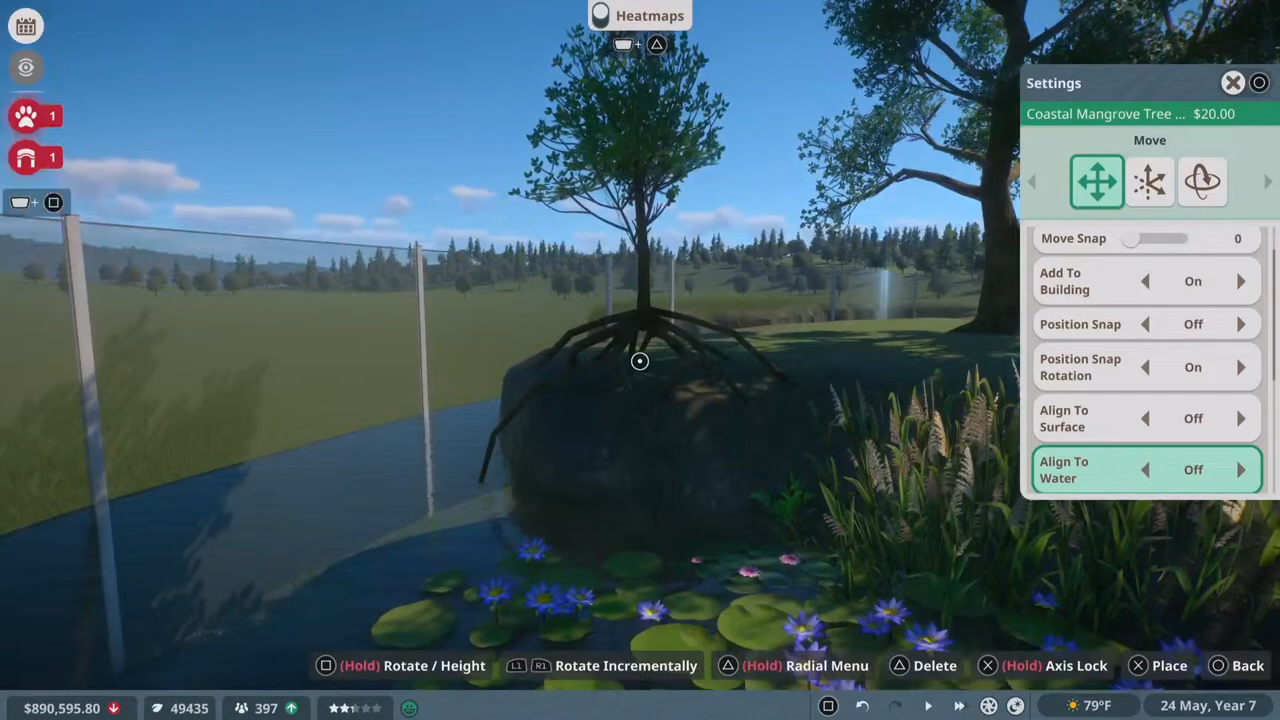 Heatmaps
+
1
1
+
Settings
Coastal Mangrove Tree ... $20.00
Move
Move Snap 0
Add To Building On
Position Snap Off
Position Snap Rotation On
Align To Surface Off
Align To Water Off
(Hold) Rotate / Height L1 R1 Rotate Incrementally (Hold) Radial Menu Delete (Hold) Axis Lock Place Back
$890,595.80 49435 397 79°F 24 May, Year 7